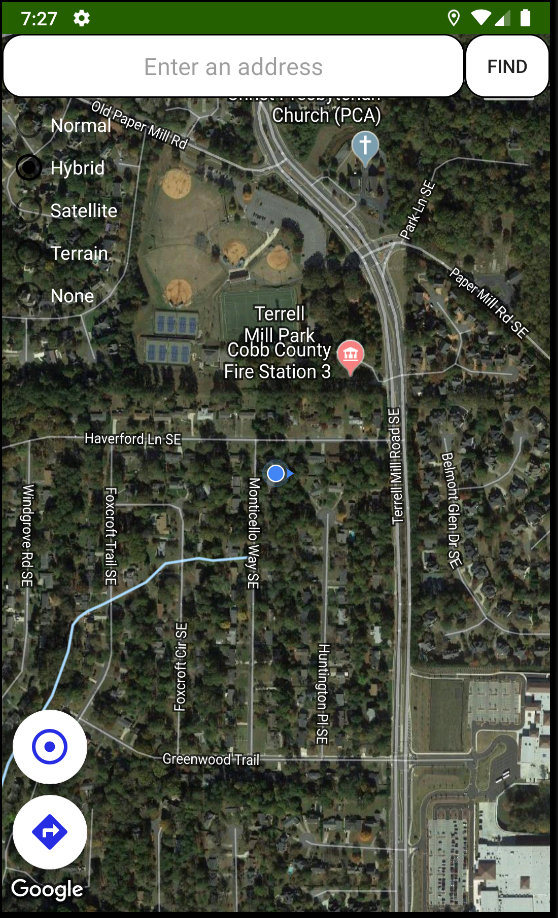 7:27
Enter an address
FIND
Church (PCA)
Old Paper Mill Rd
Normal
Hybrid
Satellite
Terrain
None
Park Ln SE
Paper Mill Rd SE
Terrell
Mill Park
Cobb County
Fire Station 3
Haverford Ln SE
Terrell Mill Road SE
Belmont Glen Dr SE
Windgrove Rd SE
Foxcroft Trail SE
Monticello Way SE
Foxcroft Cir SE
Huntington Pl SE
Greenwood Trail
Google